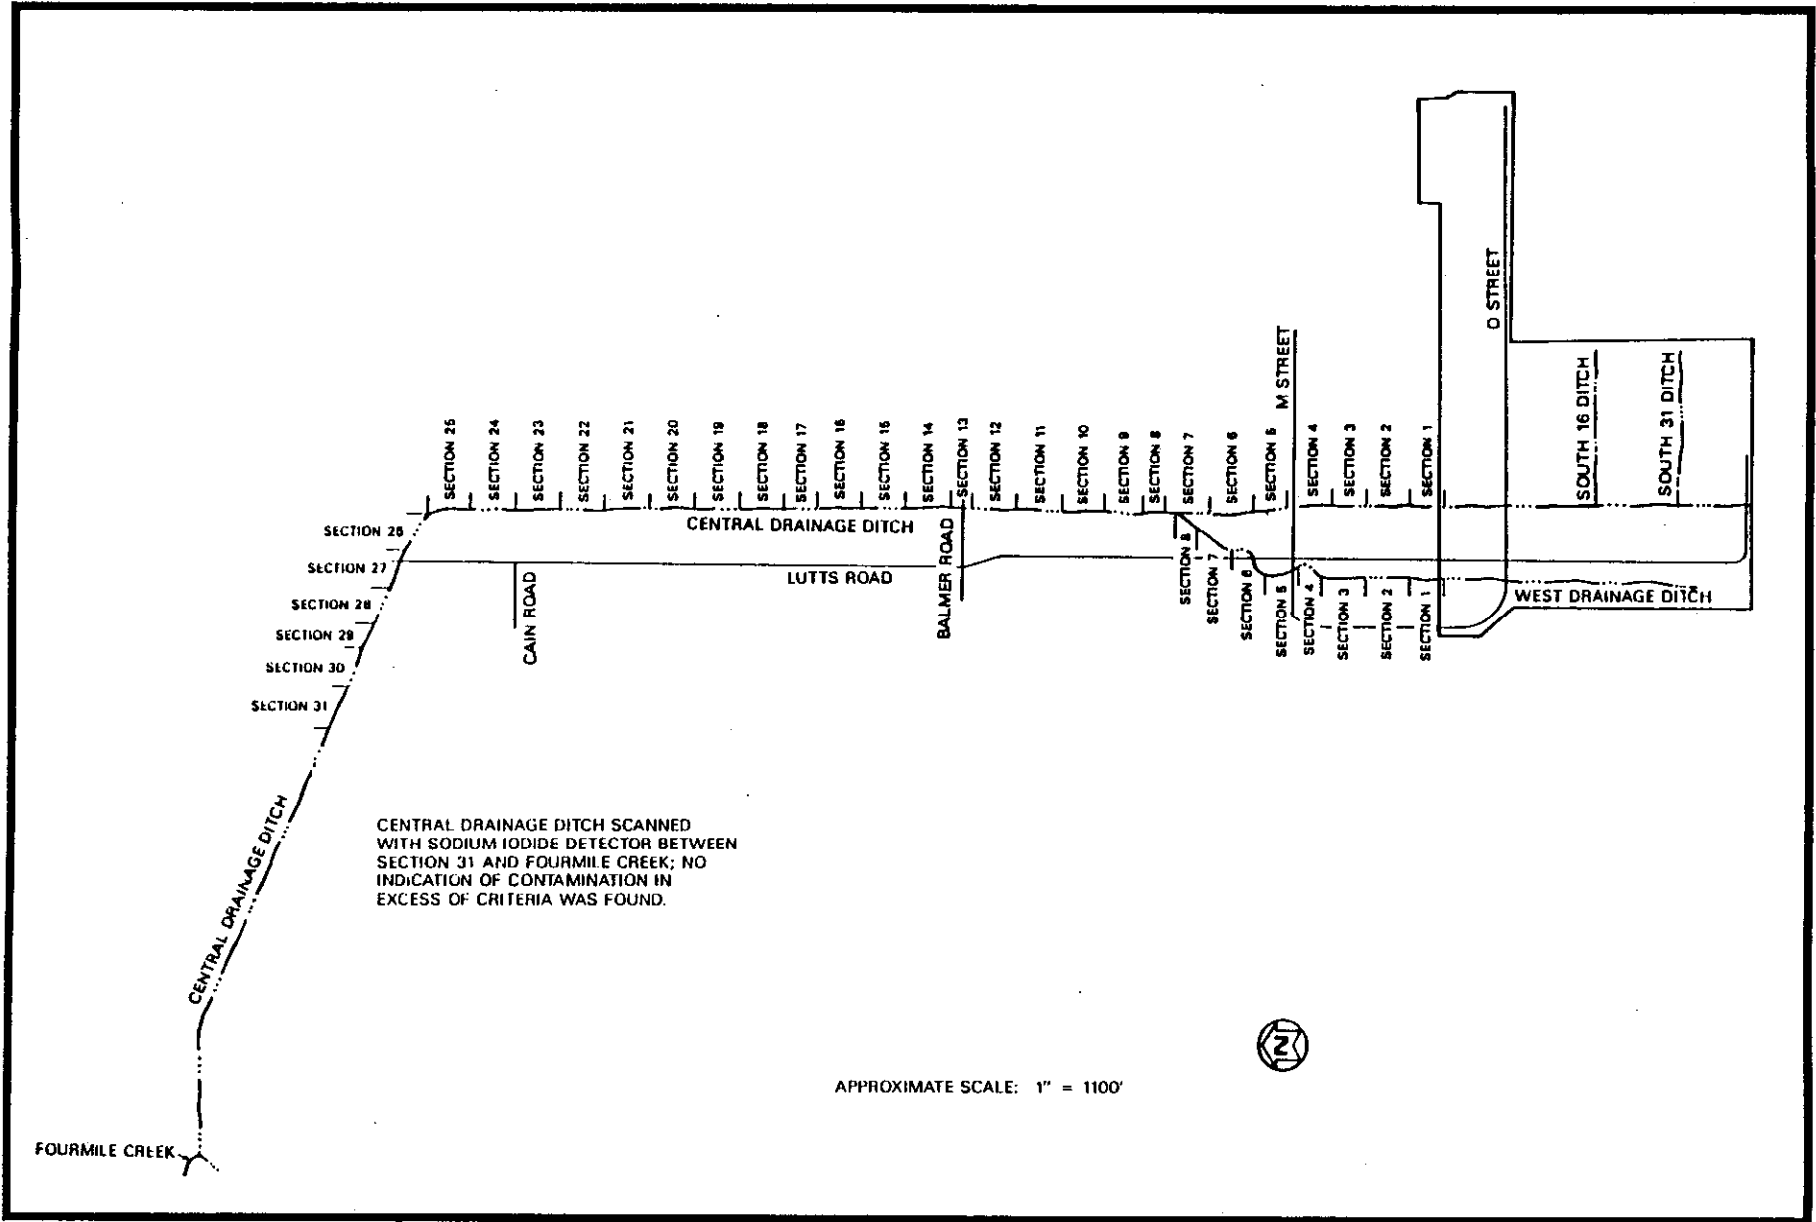 O STREET
M STREET
SOUTH 16 DITCH
SOUTH 31 DITCH
SECTION 25
SECTION 24
SECTION 23
SECTION 22
SECTION 21
SECTION 20
SECTION 19
SECTION 18
SECTION 17
SECTION 16
SECTION 15
SECTION 14
SECTION 13
SECTION 12
SECTION 11
SECTION 10
SECTION 9
SECTION 8
SECTION 7
SECTION 6
SECTION 5
SECTION 4
SECTION 3
SECTION 2
SECTION 1
CENTRAL DRAINAGE DITCH
SECTION 26
SECTION 27
SECTION 28
SECTION 29
SECTION 30
SECTION 31
LUTTS ROAD
CAIN ROAD
BALMER ROAD
SECTION 8
SECTION 7
SECTION 6
SECTION 5
SECTION 4
SECTION 3
SECTION 2
SECTION 1
WEST DRAINAGE DITCH
CENTRAL DRAINAGE DITCH
CENTRAL DRAINAGE DITCH SCANNED
WITH SODIUM IODIDE DETECTOR BETWEEN
SECTION 31 AND FOURMILE CREEK; NO
INDICATION OF CONTAMINATION IN
EXCESS OF CRITERIA WAS FOUND.
N
APPROXIMATE SCALE: 1" = 1100'
FOURMILE CREEK